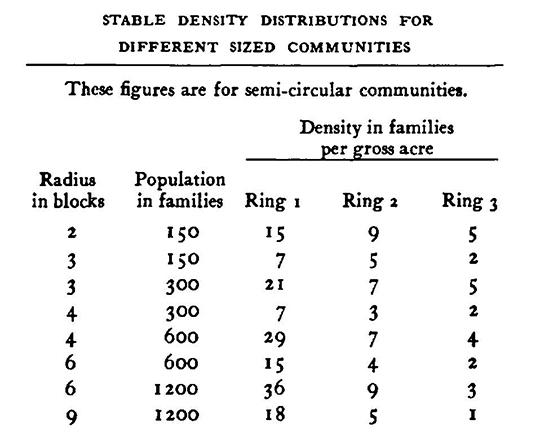 STABLE DENSITY DISTRIBUTIONS FOR
DIFFERENT SIZED COMMUNITIES
These figures are for semi-circular communities.
Density in families
per gross acre
Radius Population
in blocks in families Ring 1 Ring 2 Ring 3
2 150 15 9 5
3 150 7 5 2
3 300 21 7 5
4 300 7 3 2
4 600 29 7 4
6 600 15 4 2
6 1200 36 9 3
9 1200 18 5 1